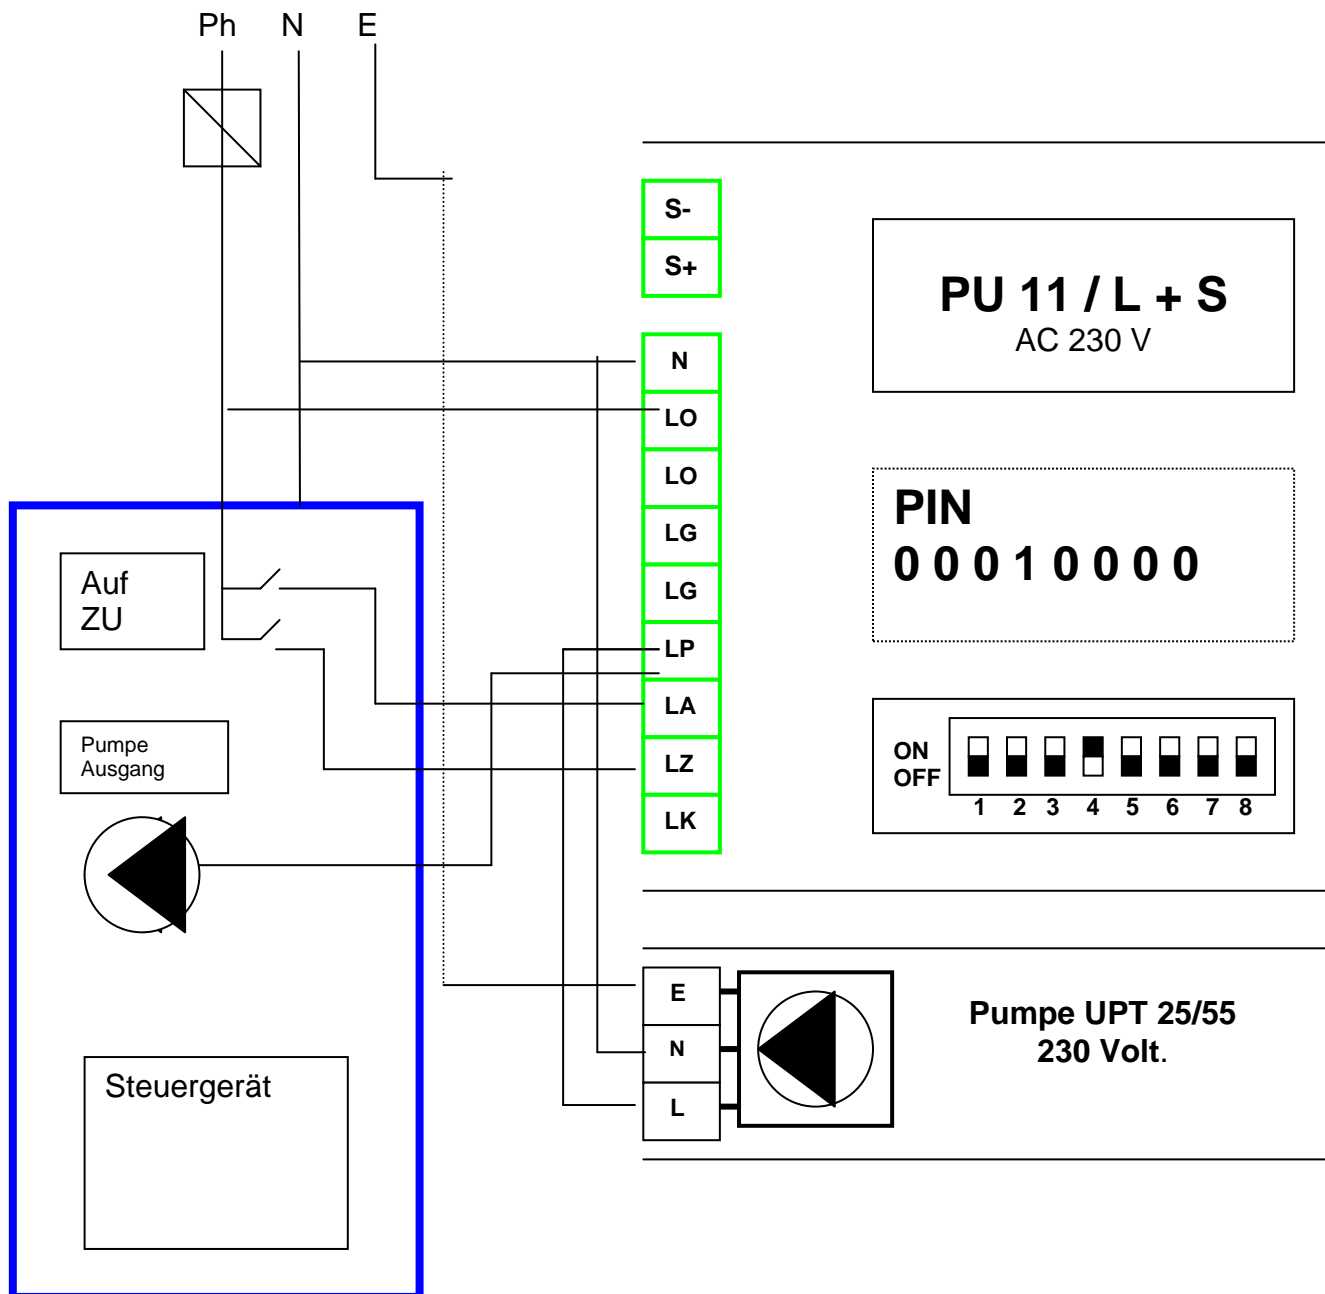 Ph N E
S-
S+
N
LO
LO
LG
LG
LP
LA
LZ
LK
PU 11 / L + S
AC 230 V
PIN
0 0 0 1 0 0 0 0
ON
OFF
1 2 3 4 5 6 7 8
Auf
ZU
Pumpe
Ausgang
Steuergerät
E
N
L
Pumpe UPT 25/55
230 Volt.